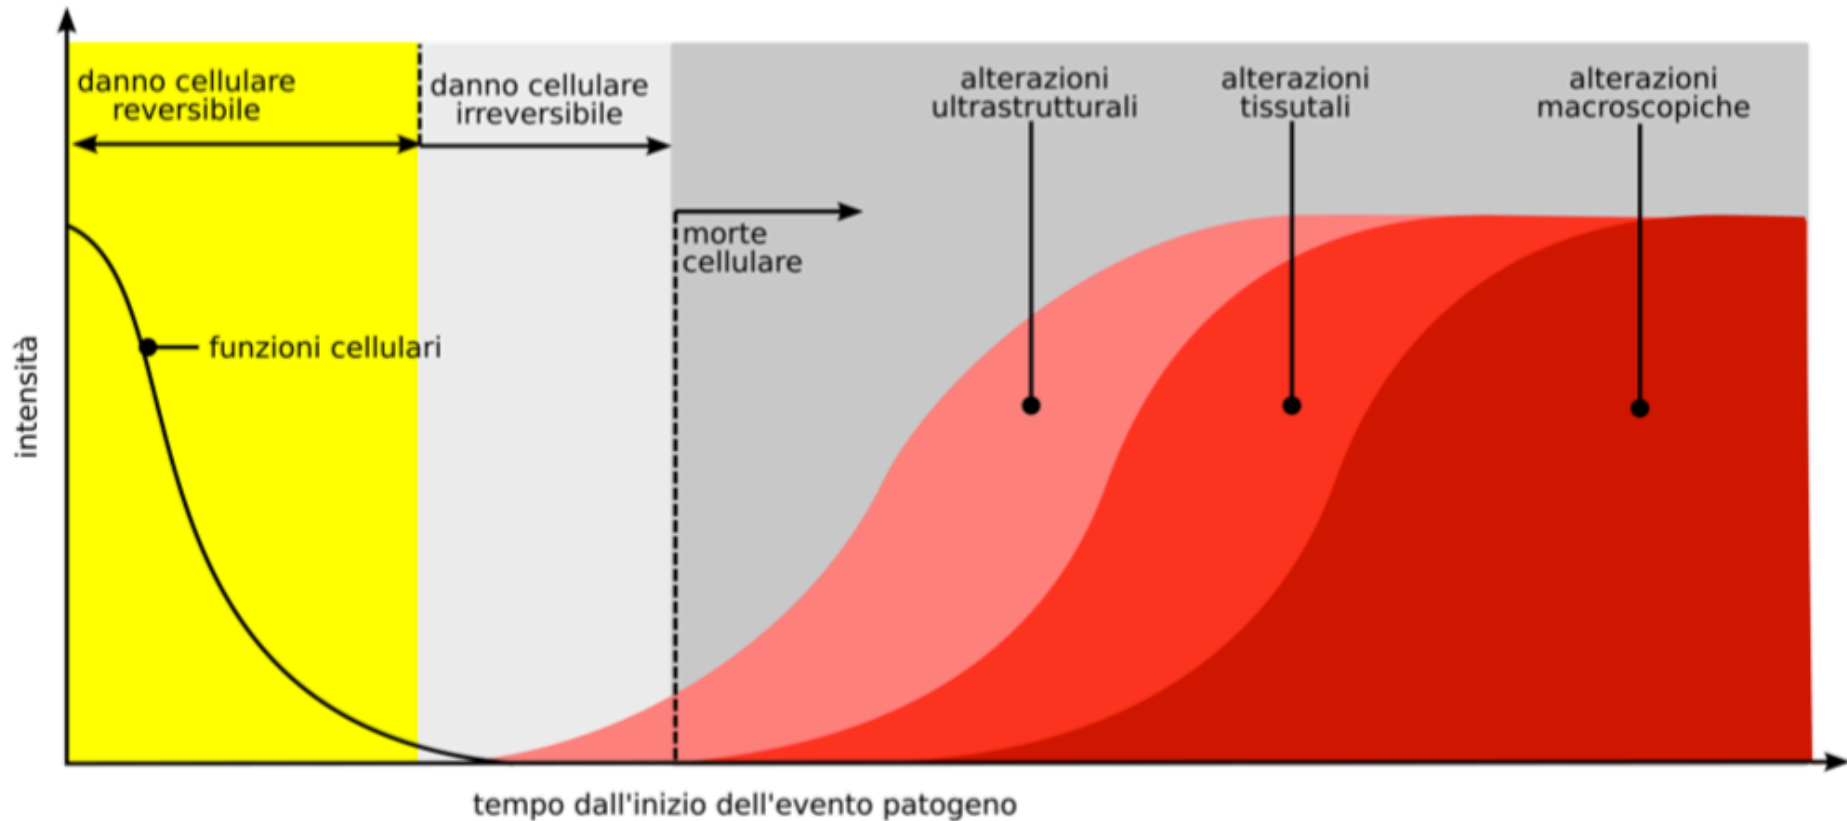 danno cellulare
reversibile
danno cellulare
irreversibile
alterazioni
ultrastrutturali
alterazioni
tissutali
alterazioni
macroscopiche
morte
cellulare
funzioni cellulari
intensità
tempo dall'inizio dell'evento patogeno